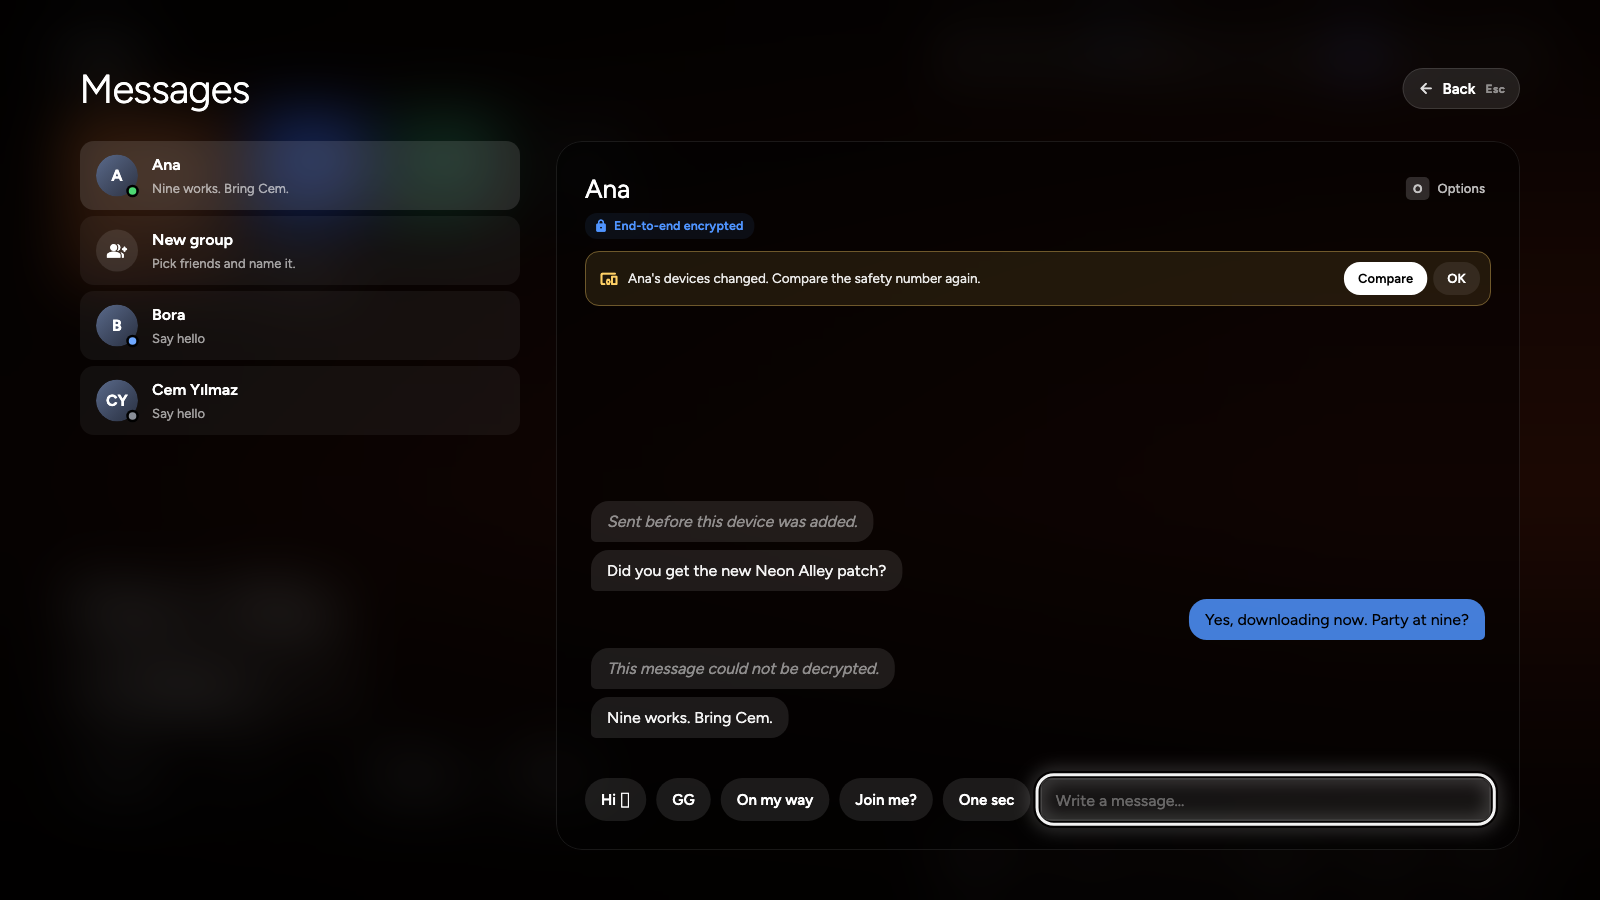 Messages
Back Esc
A
Ana
Nine works. Bring Cem.
New group
Pick friends and name it.
B
Bora
Say hello
CY
Cem Yılmaz
Say hello
Ana
O Options
End-to-end encrypted
Ana's devices changed. Compare the safety number again.
Compare
OK
Sent before this device was added.
Did you get the new Neon Alley patch?
Yes, downloading now. Party at nine?
This message could not be decrypted.
Nine works. Bring Cem.
Hi
GG
On my way
Join me?
One sec
Write a message...